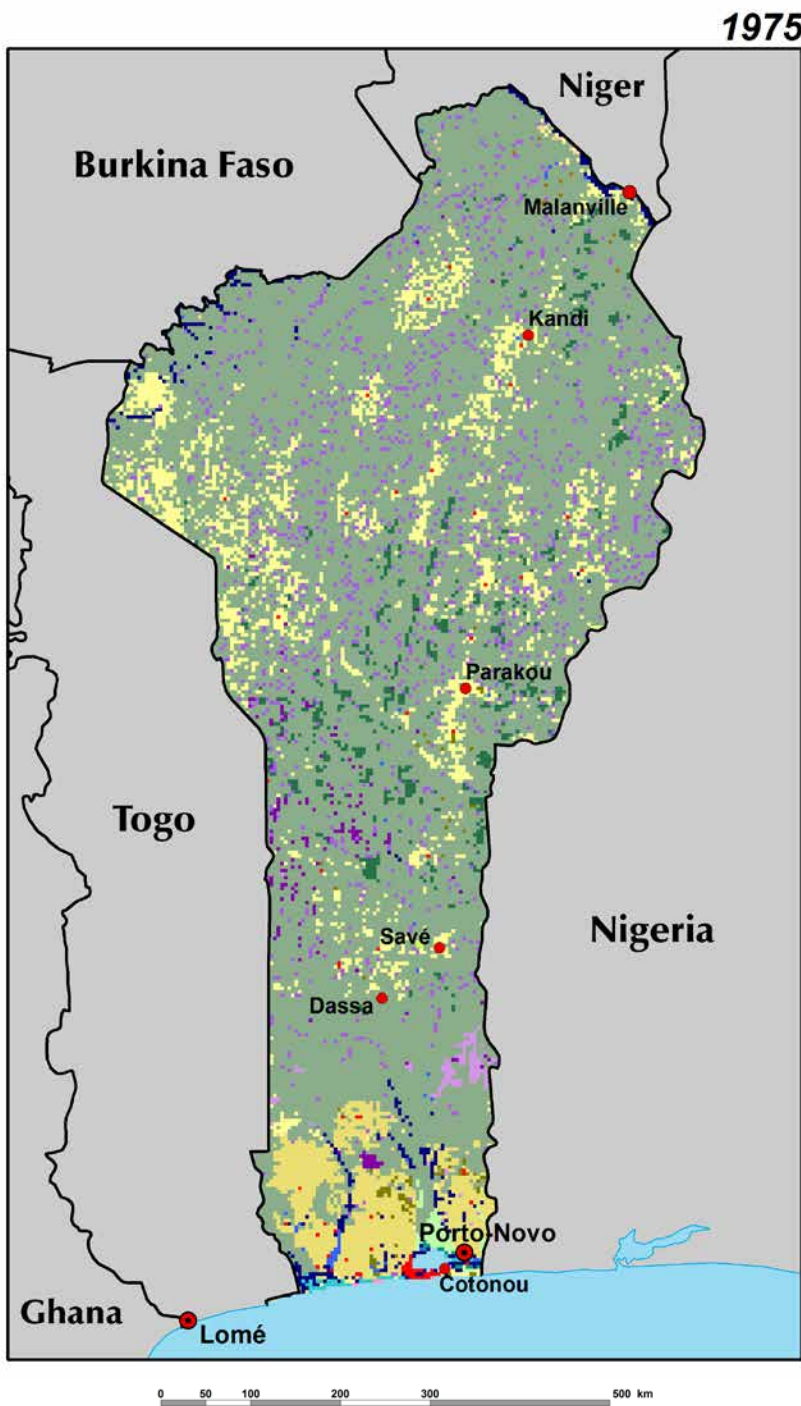 1975
Niger
Burkina Faso
Malanville
Kandi
Parakou
Togo
Savé
Nigeria
Dassa
Porto-Novo
Cotonou
Ghana
Lomé
0 50 100 200 300 500 km